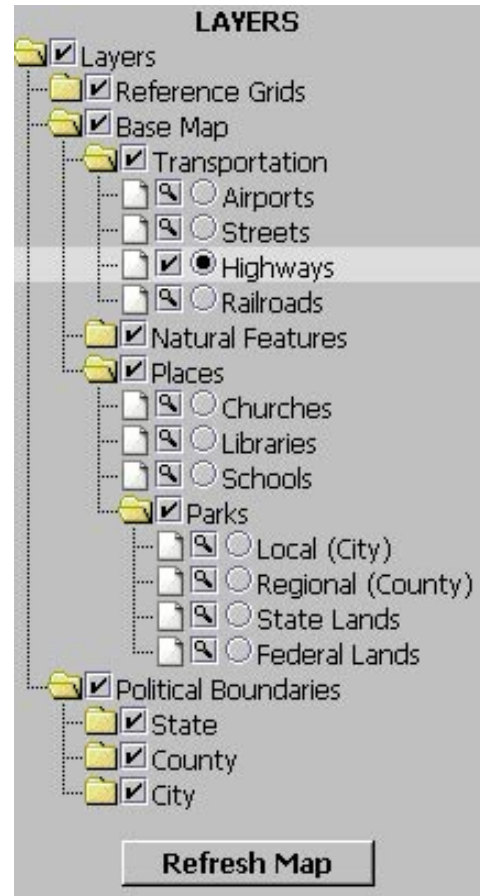 LAYERS
Layers
Reference Grids
Base Map
Transportation
Airports
Streets
Highways
Railroads
Natural Features
Places
Churches
Libraries
Schools
Parks
Local (City)
Regional (County)
State Lands
Federal Lands
Political Boundaries
State
County
City
Refresh Map